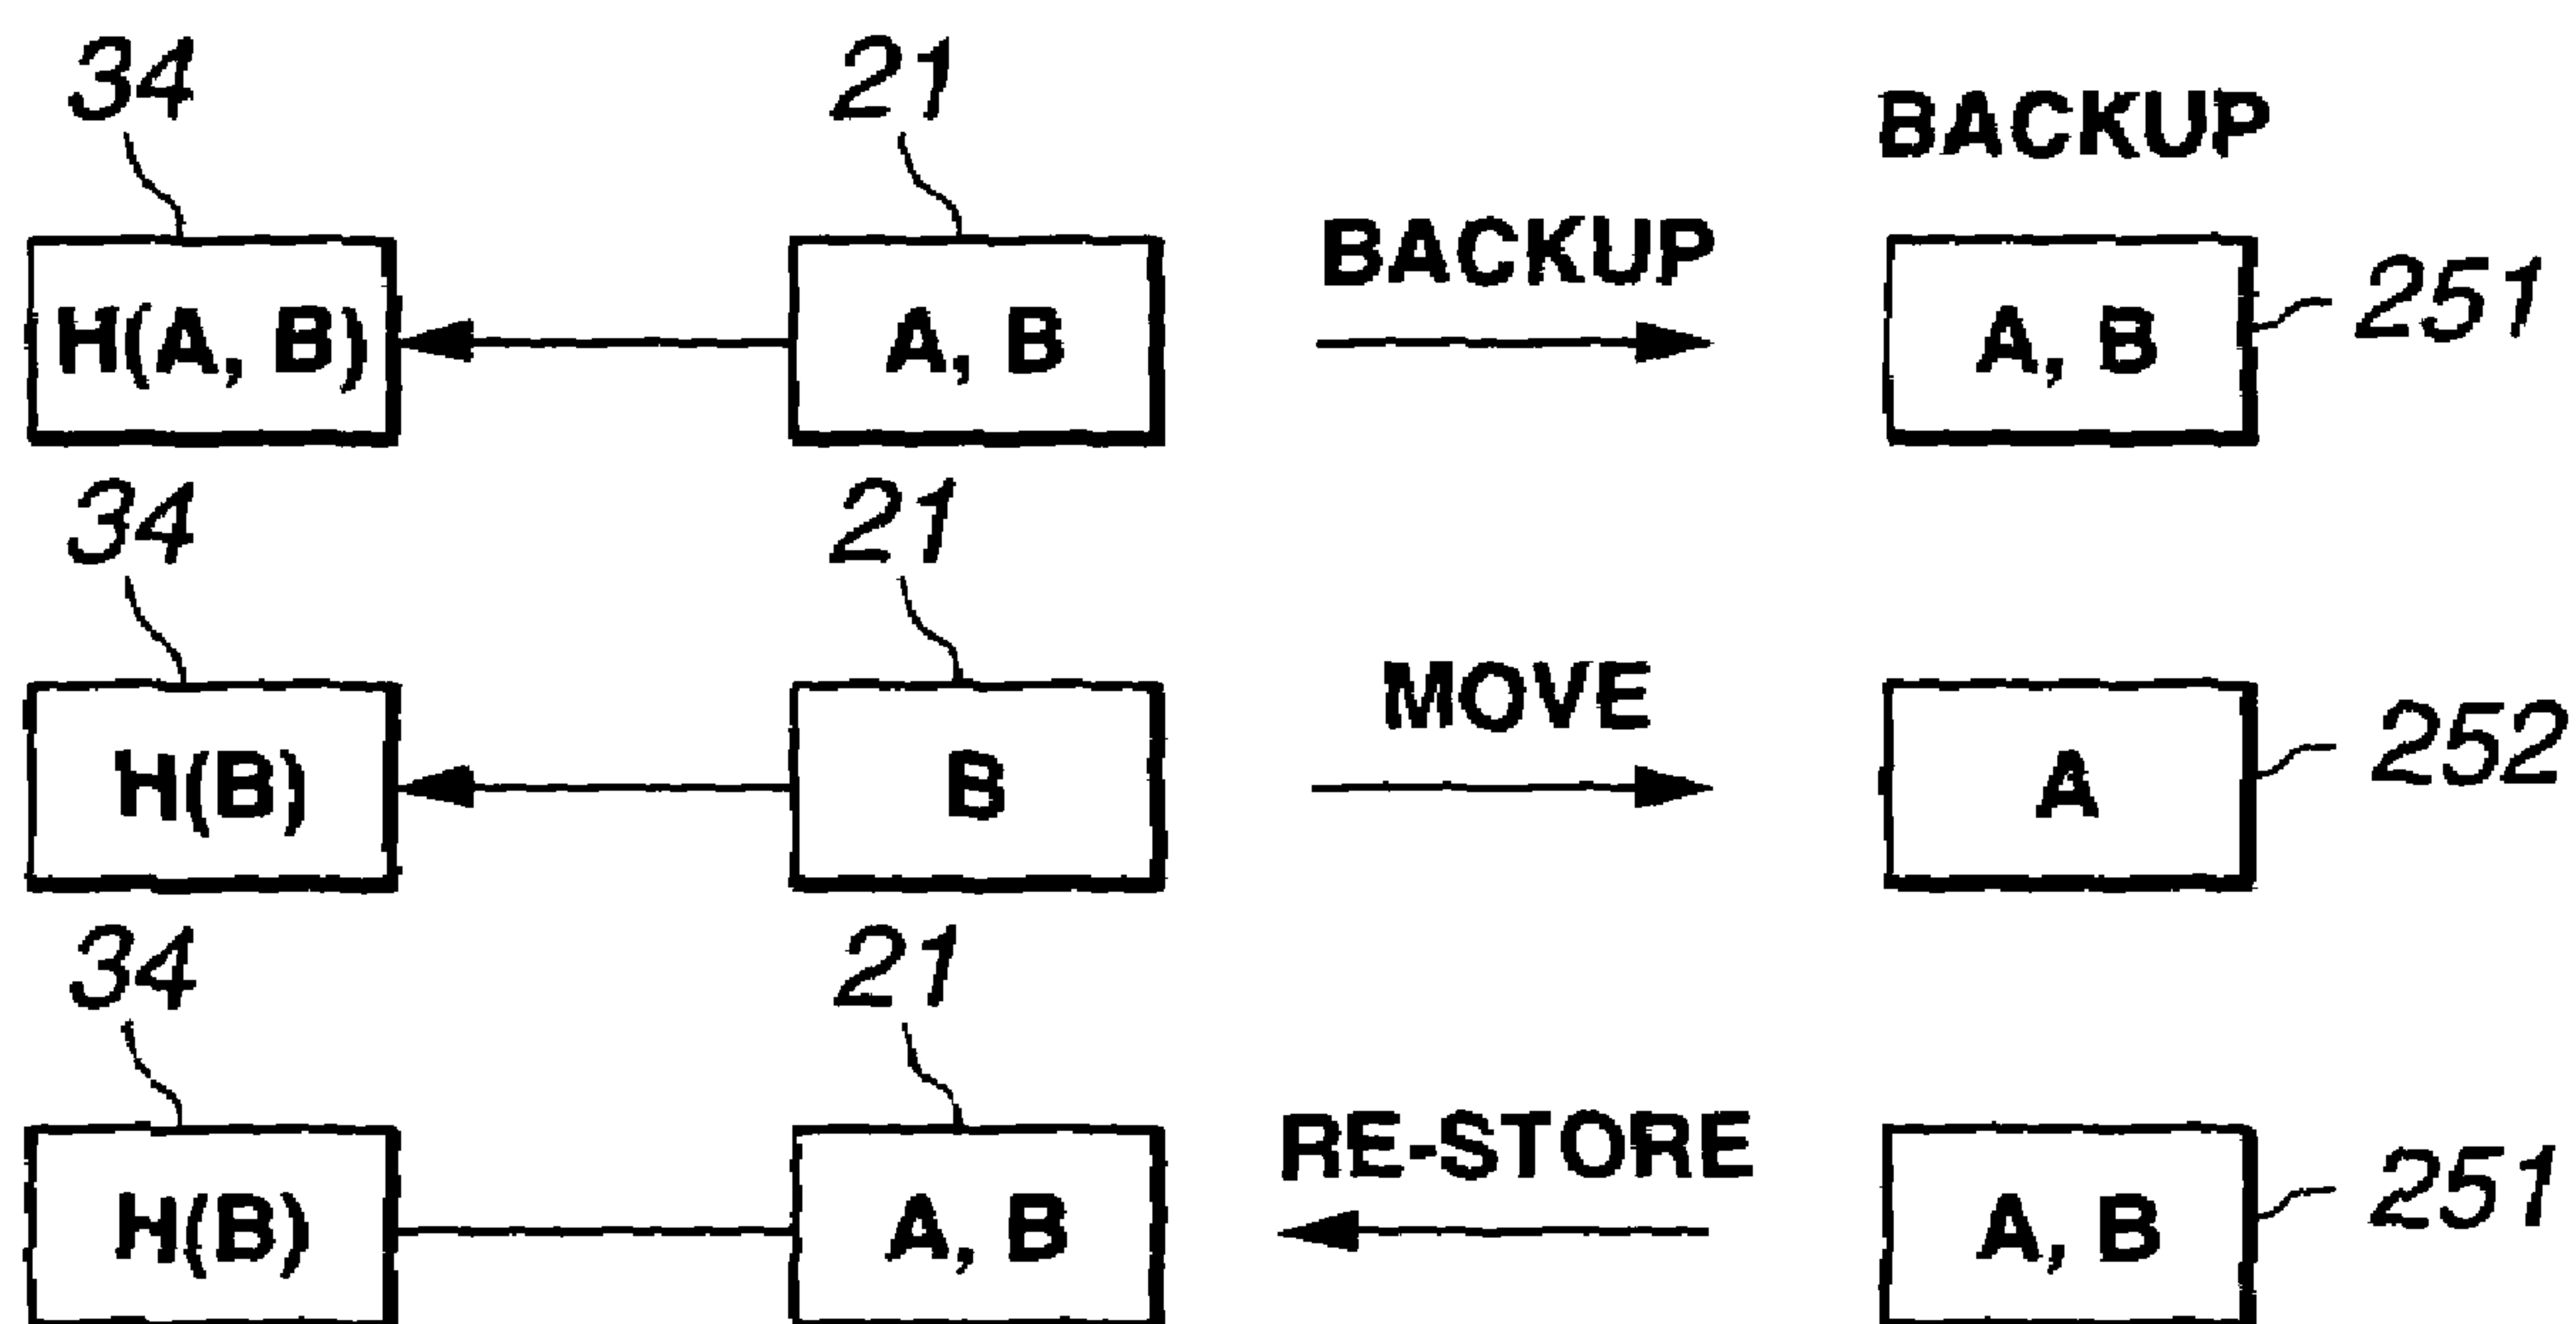 34
21
BACKUP
BACKUP
H(A, B)
A, B
A, B
251
34
21
MOVE
H(B)
B
A
252
34
21
RE-STORE
H(B)
A, B
A, B
251